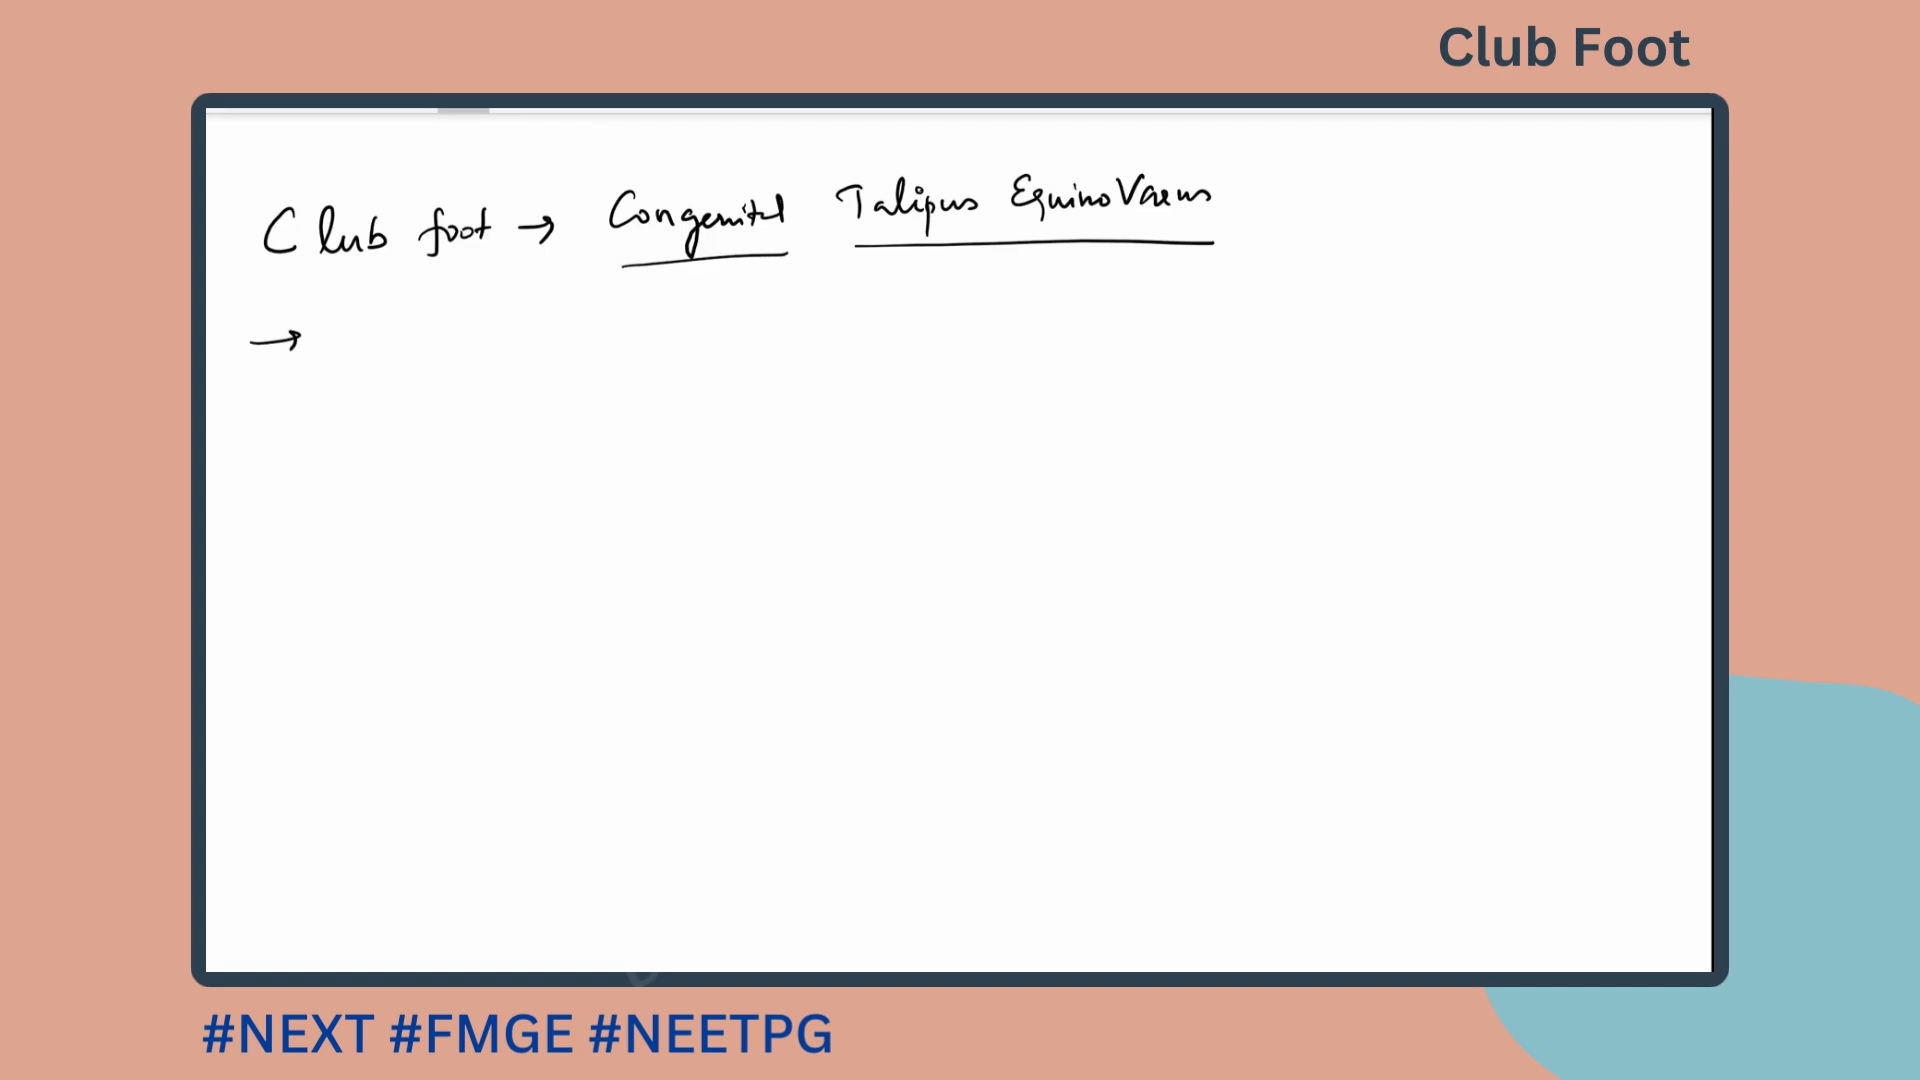 Club Foot
Club foot → Congenital Talipus EquinoVarus
→
#NEXT #FMGE #NEETPG